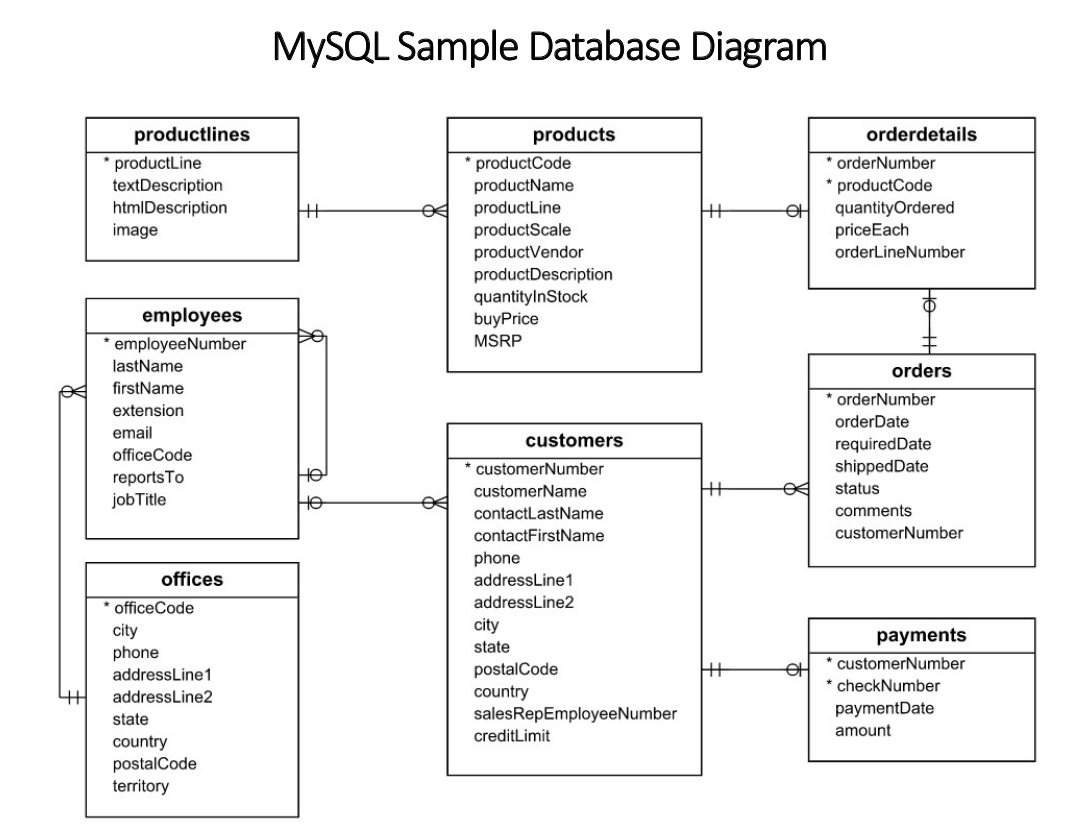 MySQL Sample Database Diagram
productlines
* productLine
textDescription
htmlDescription
image
products
* productCode
productName
productLine
productScale
productVendor
productDescription
quantityInStock
buyPrice
MSRP
orderdetails
* orderNumber
* productCode
quantityOrdered
priceEach
orderLineNumber
employees
* employeeNumber
lastName
firstName
extension
email
officeCode
reportsTo
jobTitle
customers
* customerNumber
customerName
contactLastName
contactFirstName
phone
addressLine1
addressLine2
city
state
postalCode
country
salesRepEmployeeNumber
creditLimit
orders
* orderNumber
orderDate
requiredDate
shippedDate
status
comments
customerNumber
offices
* officeCode
city
phone
addressLine1
addressLine2
state
country
postalCode
territory
payments
* customerNumber
* checkNumber
paymentDate
amount